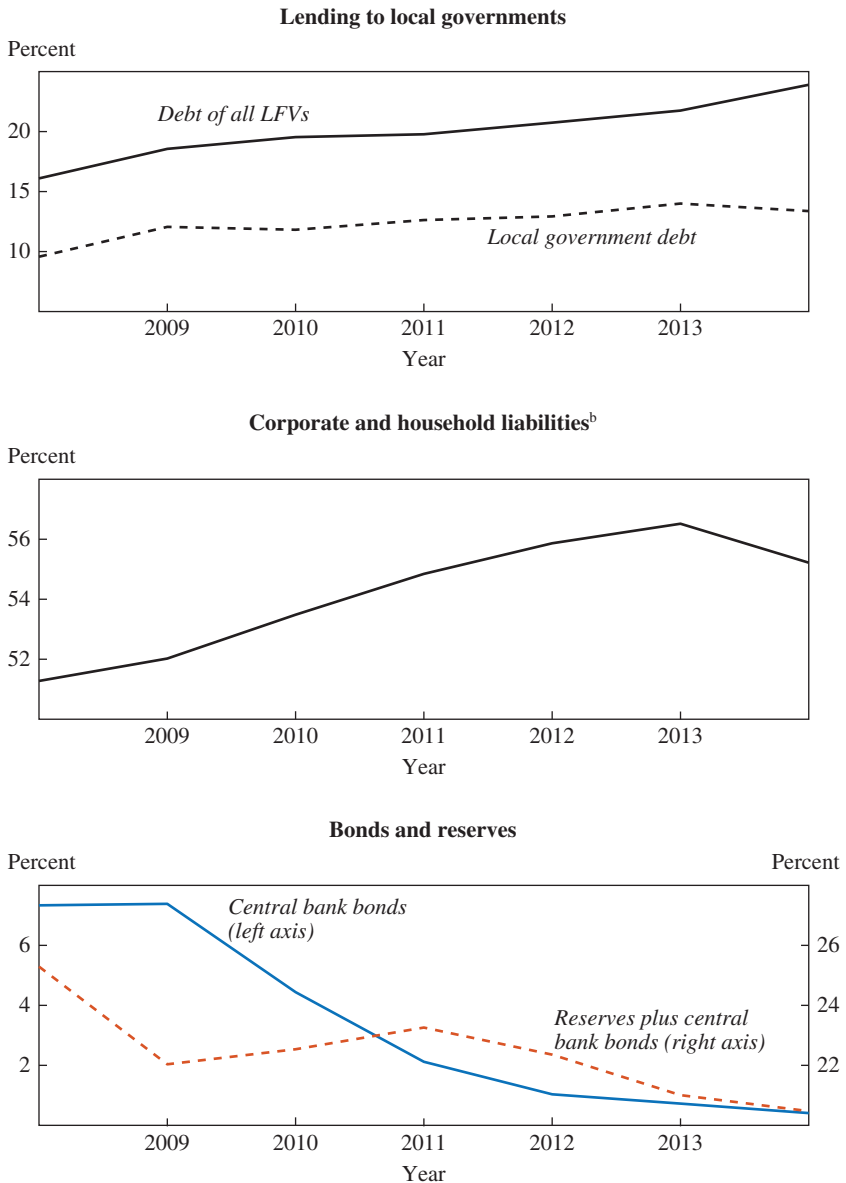 Lending to local governments
Percent
Debt of all LFVs
20
15
Local government debt
10
2009 2010 2011 2012 2013
Year
Corporate and household liabilitiesᵇ
Percent
56
54
52
2009 2010 2011 2012 2013
Year
Bonds and reserves
Percent Percent
Central bank bonds
(left axis)
6 26
4 24
Reserves plus central
bank bonds (right axis)
2 22
2009 2010 2011 2012 2013
Year